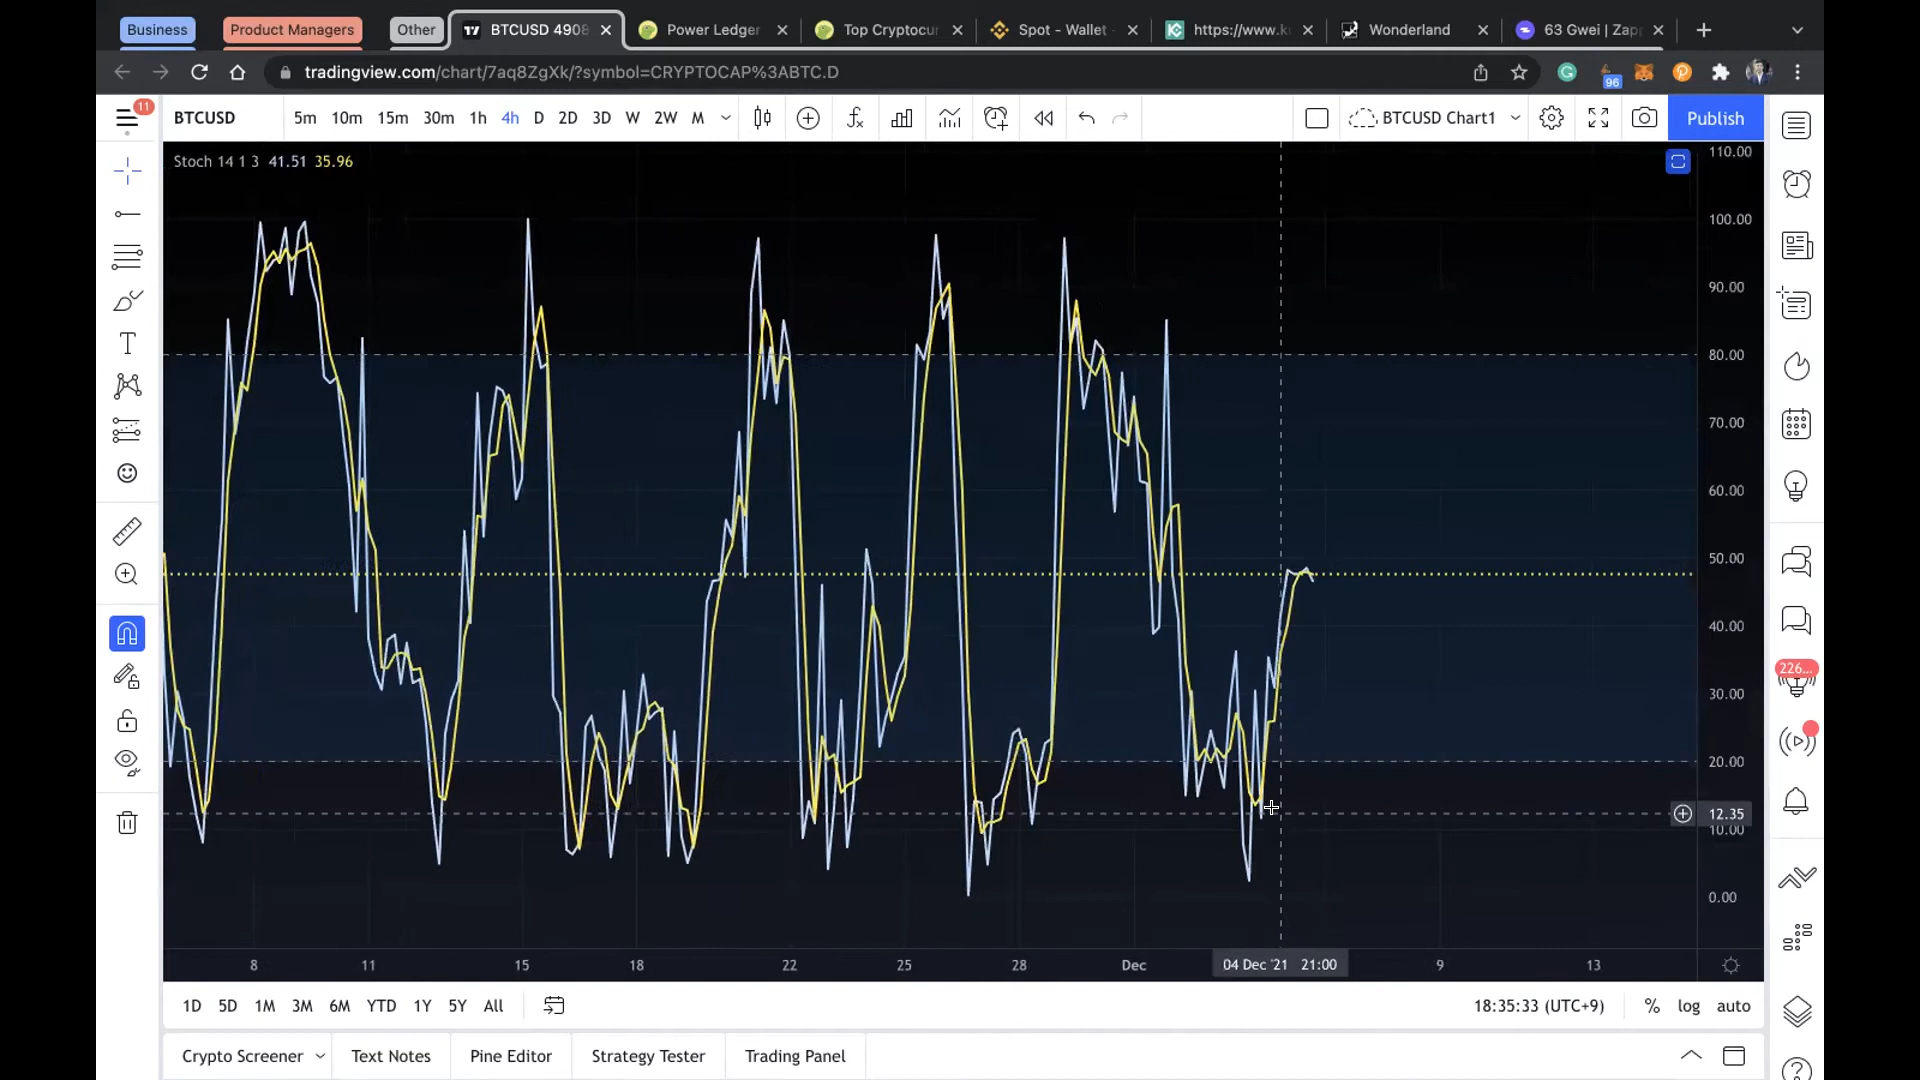 Business Product Managers Other BTCUSD 4908 Power Ledger Top Cryptocur Spot - Wallet - https://www.k Wonderland 63 Gwei | Zap
tradingview.com/chart/7aq8ZgXk/?symbol=CRYPTOCAP%3ABTC.D 96
11 BTCUSD 5m 10m 15m 30m 1h 4h D 2D 3D W 2W M BTCUSD Chart1 Publish
Stoch 14 1 3 41.51 35.96
110.00
100.00
90.00
80.00
70.00
60.00
50.00
40.00
30.00
226...
20.00
12.35
10.00
0.00
8 11 15 18 22 25 28 Dec 04 Dec '21 21:00 9 13
1D 5D 1M 3M 6M YTD 1Y 5Y All 18:35:33 (UTC+9) % log auto
Crypto Screener Text Notes Pine Editor Strategy Tester Trading Panel